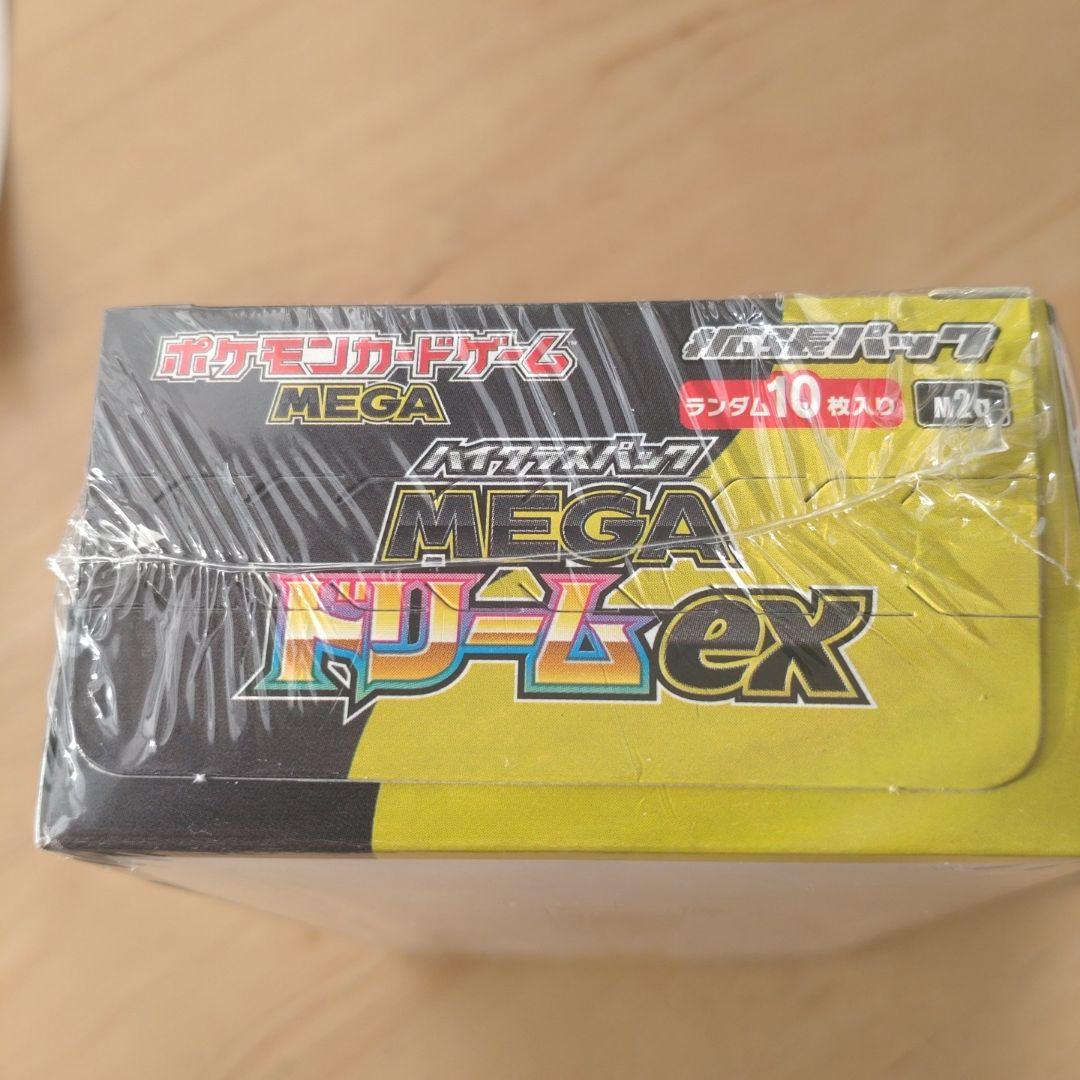 ポケモンカードゲーム
MEGA
拡張パック
ランダム10枚入り
M2a
ハイクラスパック
MEGA
ドリームex